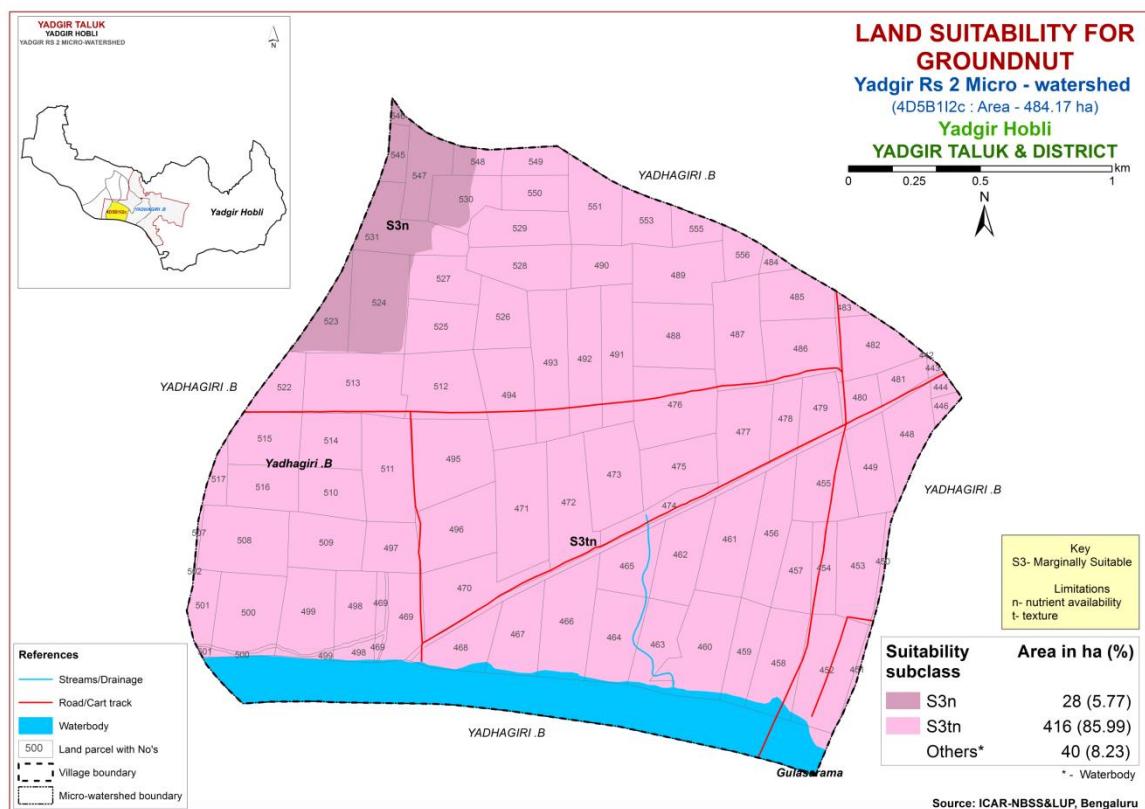 YADGIR TALUK
YADGIR HOBLI
YADGIR RS 2 MICRO-WATERSHED
N
4D5B1I2c
YADHAGIRI .B
Yadgir Hobli
LAND SUITABILITY FOR
GROUNDNUT
Yadgir Rs 2 Micro - watershed
(4D5B1I2c : Area - 484.17 ha)
Yadgir Hobli
YADGIR TALUK & DISTRICT
0 0.25 0.5 1 km
N
546
545 548 549
547
YADHAGIRI .B
530 550
551
553
555
529
531
S3n
556 484
528 490 489
527
524 485
483
523
526
525
488 487
486
482
493 492 491
442
443
481
444
YADHAGIRI .B
522 513 512
494
480
446
476
478 479
477
448
515 514
Yadhagiri .B
511
495
449
475
473
517
516 510
455
YADHAGIRI .B
472
471
474
507
508 509 497
496
S3tn
461 456
462
450
502
465
457 454 453
501 500 499 498 469 469
470
466
467
464
463
468
460
459
458
452 451
501 500 499 498 469
YADHAGIRI .B
Gulasarama
Key
S3- Marginally Suitable
Limitations
n- nutrient availability
t- texture
Suitability subclass Area in ha (%)
S3n 28 (5.77)
S3tn 416 (85.99)
Others* 40 (8.23)
* - Waterbody
References
Streams/Drainage
Road/Cart track
Waterbody
500 Land parcel with No's
Village boundary
Micro-watershed boundary
Source: ICAR-NBSS&LUP, Bengaluru